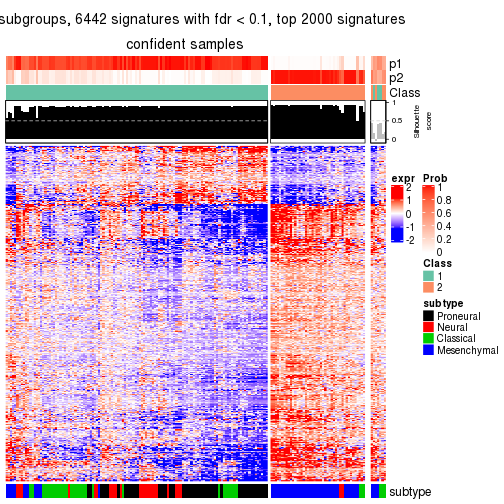 subgroups, 6442 signatures with fdr < 0.1, top 2000 signatures
confident samples
p1
p2
Class
1
0.5
0
Silhouette
score
expr
2
1
0
-1
-2
Prob
1
0.8
0.6
0.4
0.2
0
Class
1
2
subtype
Proneural
Neural
Classical
Mesenchymal
subtype